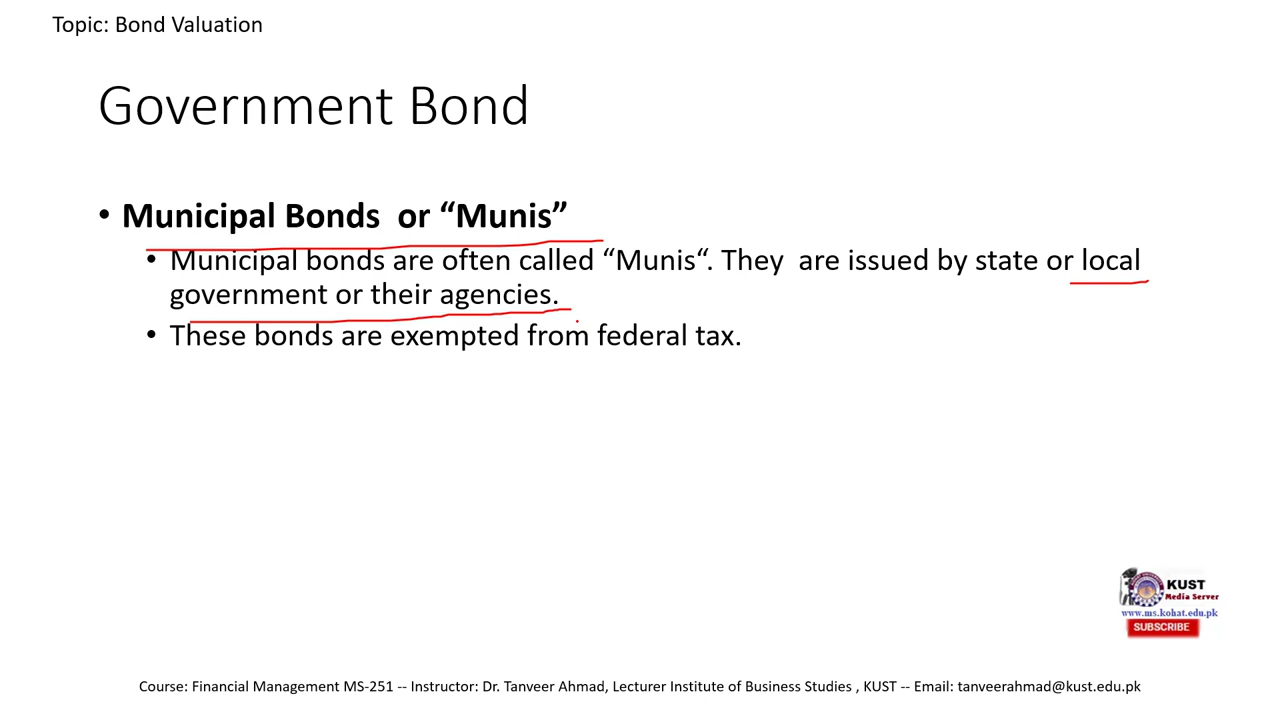 Topic: Bond Valuation
Government Bond
• Municipal Bonds  or “Munis”
• Municipal bonds are often called “Munis“. They  are issued by state or local
government or their agencies.
• These bonds are exempted from federal tax.
KUST
Media Server
www.ms.kohat.edu.pk
SUBSCRIBE
Course: Financial Management MS-251 -- Instructor: Dr. Tanveer Ahmad, Lecturer Institute of Business Studies , KUST -- Email: tanveerahmad@kust.edu.pk